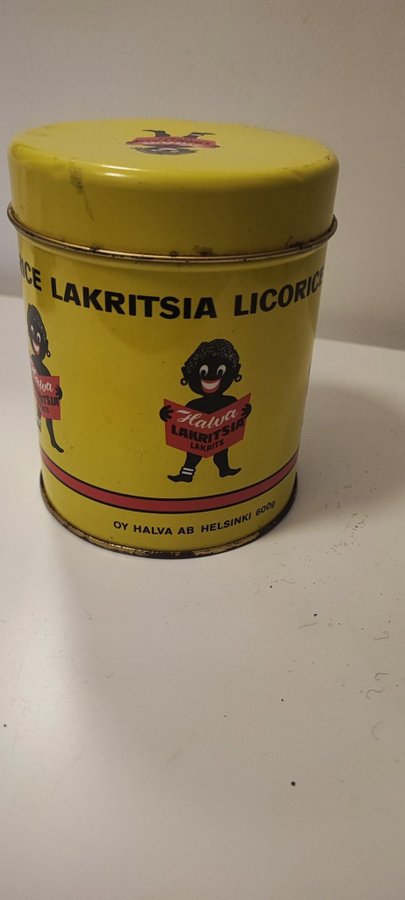 ICE LAKRITSIA LICORICE
Halva
LAKRITSIA
LAKRITS
OY HALVA AB HELSINKI 600g